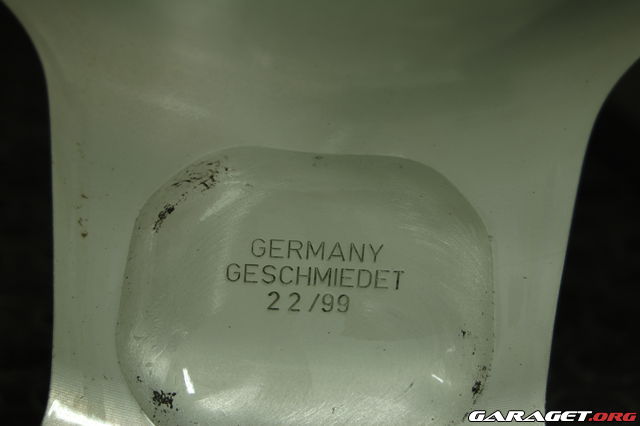 GERMANY
GESCHMIEDET
22/99
GARAGET.ORG